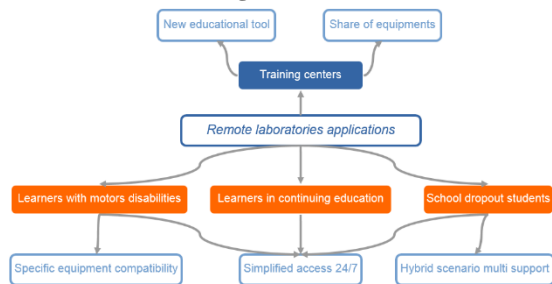 New educational tool
Share of equipments
Training centers
Remote laboratories applications
Learners with motors disabilities
Learners in continuing education
School dropout students
Specific equipment compatibility
Simplified access 24/7
Hybrid scenario multi support